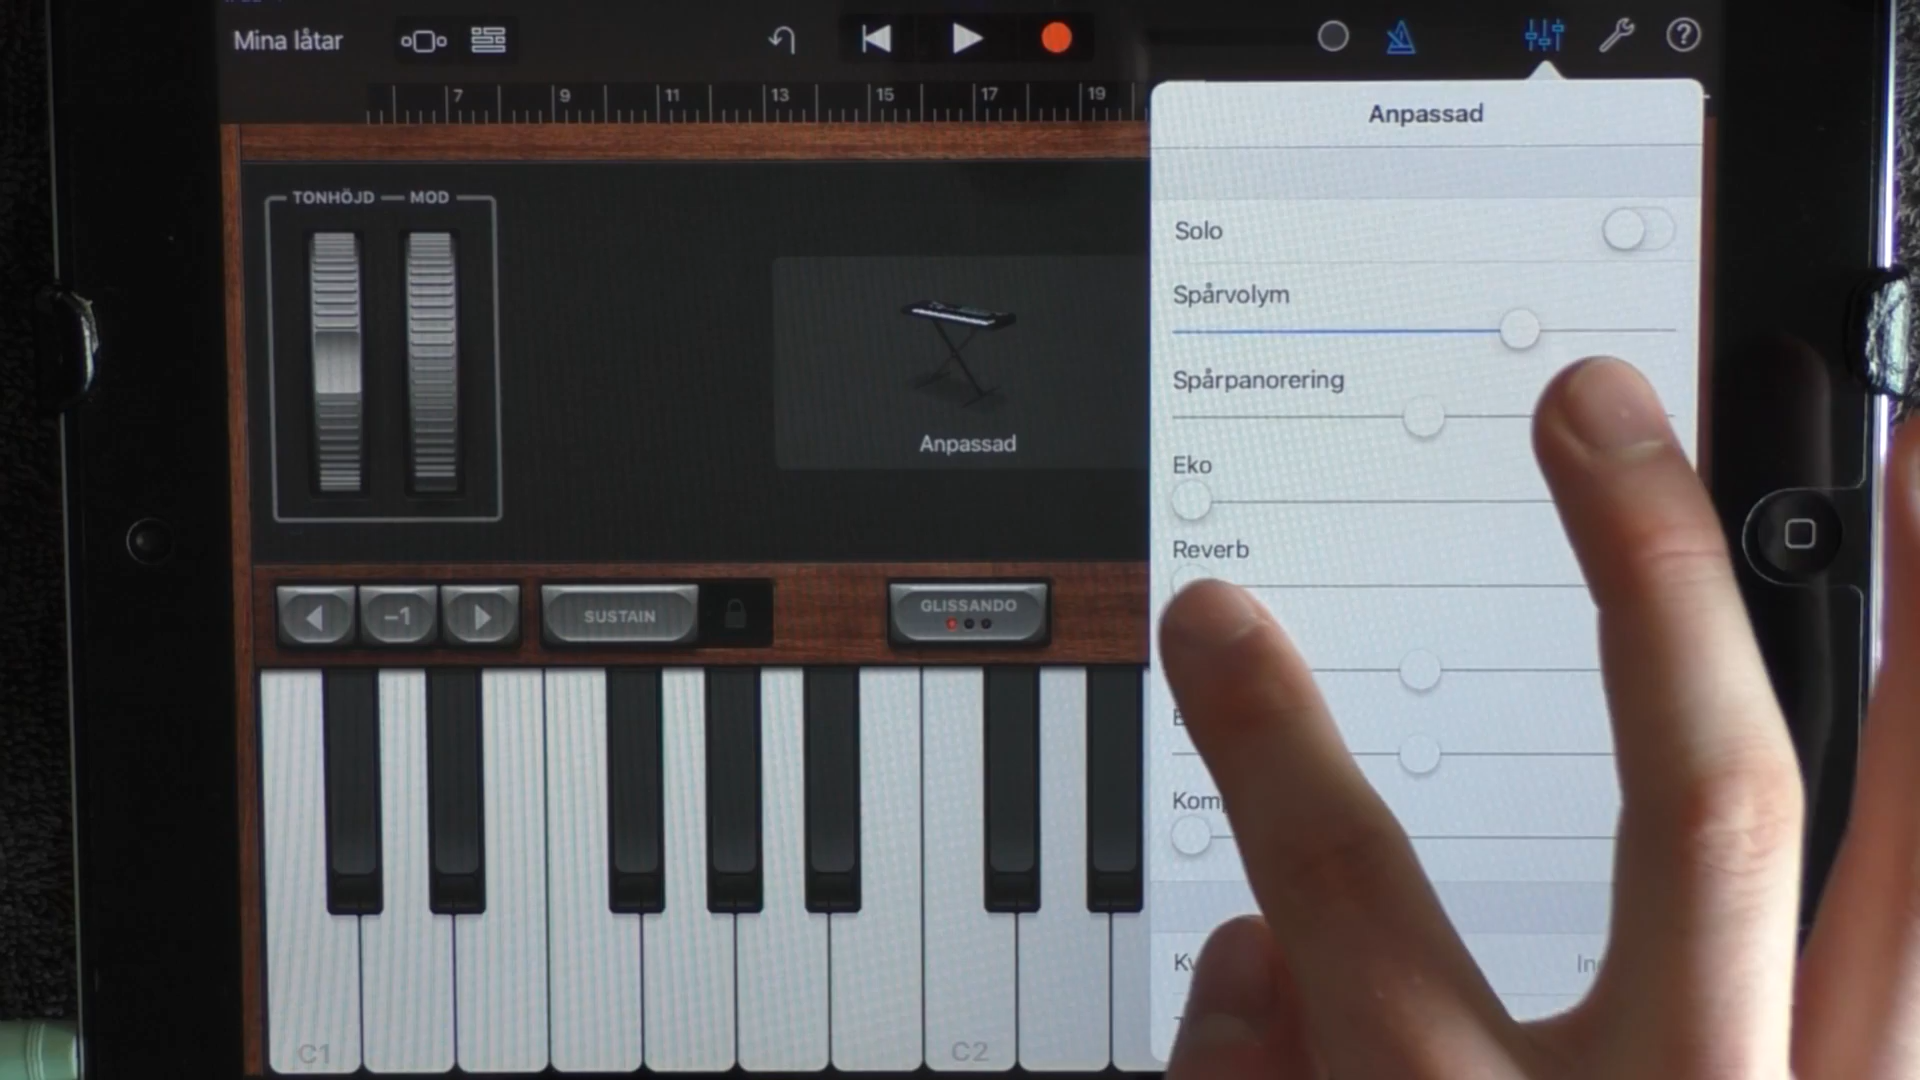 Mina låtar
7 9 11 13 15 17 19
Anpassad
TONHÖJD MOD
Solo
Spårvolym
Spårpanorering
Anpassad
Eko
Reverb
-1
SUSTAIN
GLISSANDO
C1
C2